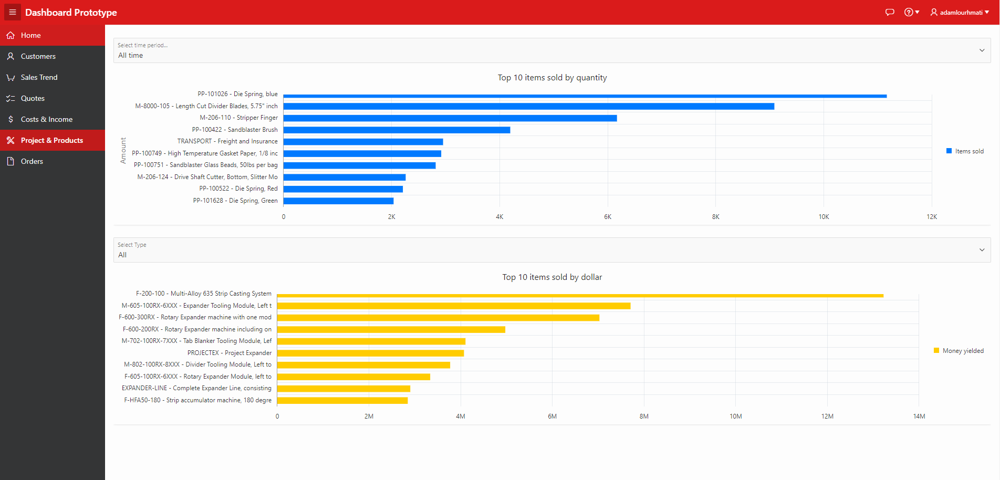 Dashboard Prototype
adamlourhmati
Home
Customers
Sales Trend
Quotes
Costs & Income
Project & Products
Orders
Select time period...
All time
Top 10 items sold by quantity
Amount
PP-101026 - Die Spring, blue
M-8000-105 - Length Cut Divider Blades, 5.75" inch
M-206-110 - Stripper Finger
PP-100422 - Sandblaster Brush
TRANSPORT - Freight and Insurance
PP-100749 - High Temperature Gasket Paper, 1/8 inc
PP-100751 - Sandblaster Glass Beads, 50lbs per bag
M-206-124 - Drive Shaft Cutter, Bottom, Slitter Mo
PP-100522 - Die Spring, Red
PP-101628 - Die Spring, Green
0 2K 4K 6K 8K 10K 12K
Items sold
Select Type
All
Top 10 items sold by dollar
F-200-100 - Multi-Alloy 635 Strip Casting System
M-605-100RX-6XXX - Expander Tooling Module, Left t
F-600-300RX - Rotary Expander machine with one mod
F-600-200RX - Rotary Expander machine including on
M-702-100RX-7XXX - Tab Blanker Tooling Module, Lef
PROJECTEX - Project Expander
M-802-100RX-8XXX - Divider Tooling Module, Left to
F-605-100RX-6XXX - Rotary Expander Module, left to
EXPANDER-LINE - Complete Expander Line, consisting
F-HFA50-180 - Strip accumulator machine, 180 degre
0 2M 4M 6M 8M 10M 12M 14M
Money yielded